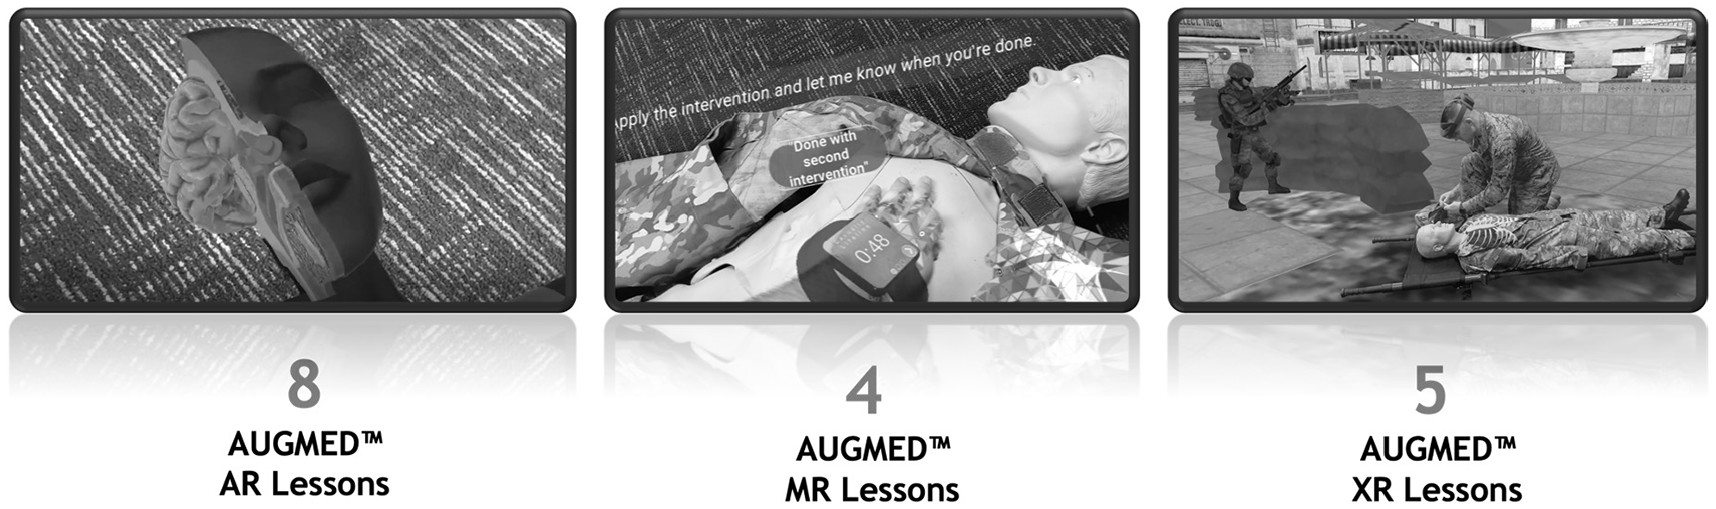 Apply the intervention and let me know when you're done.
Done with
second
intervention"
0:48
8
AUGMED™
AR Lessons
4
AUGMED™
MR Lessons
5
AUGMED™
XR Lessons